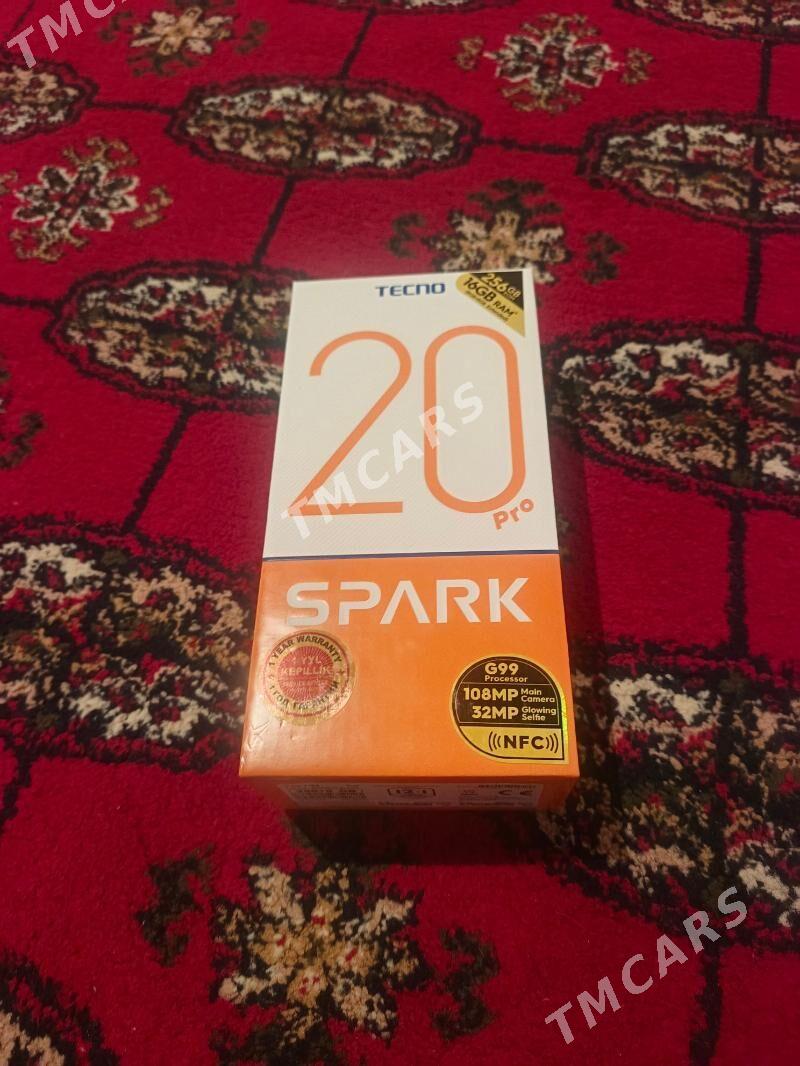 TMCARS
TECNO
256GB
16GB RAM*
20
Pro
TMCARS
SPARK
1 YEAR WARRANTY
1 ÝYL
KEPILLIK
G99
Processor
108MP Main Camera
32MP Glowing Selfie
NFC
TMCARS